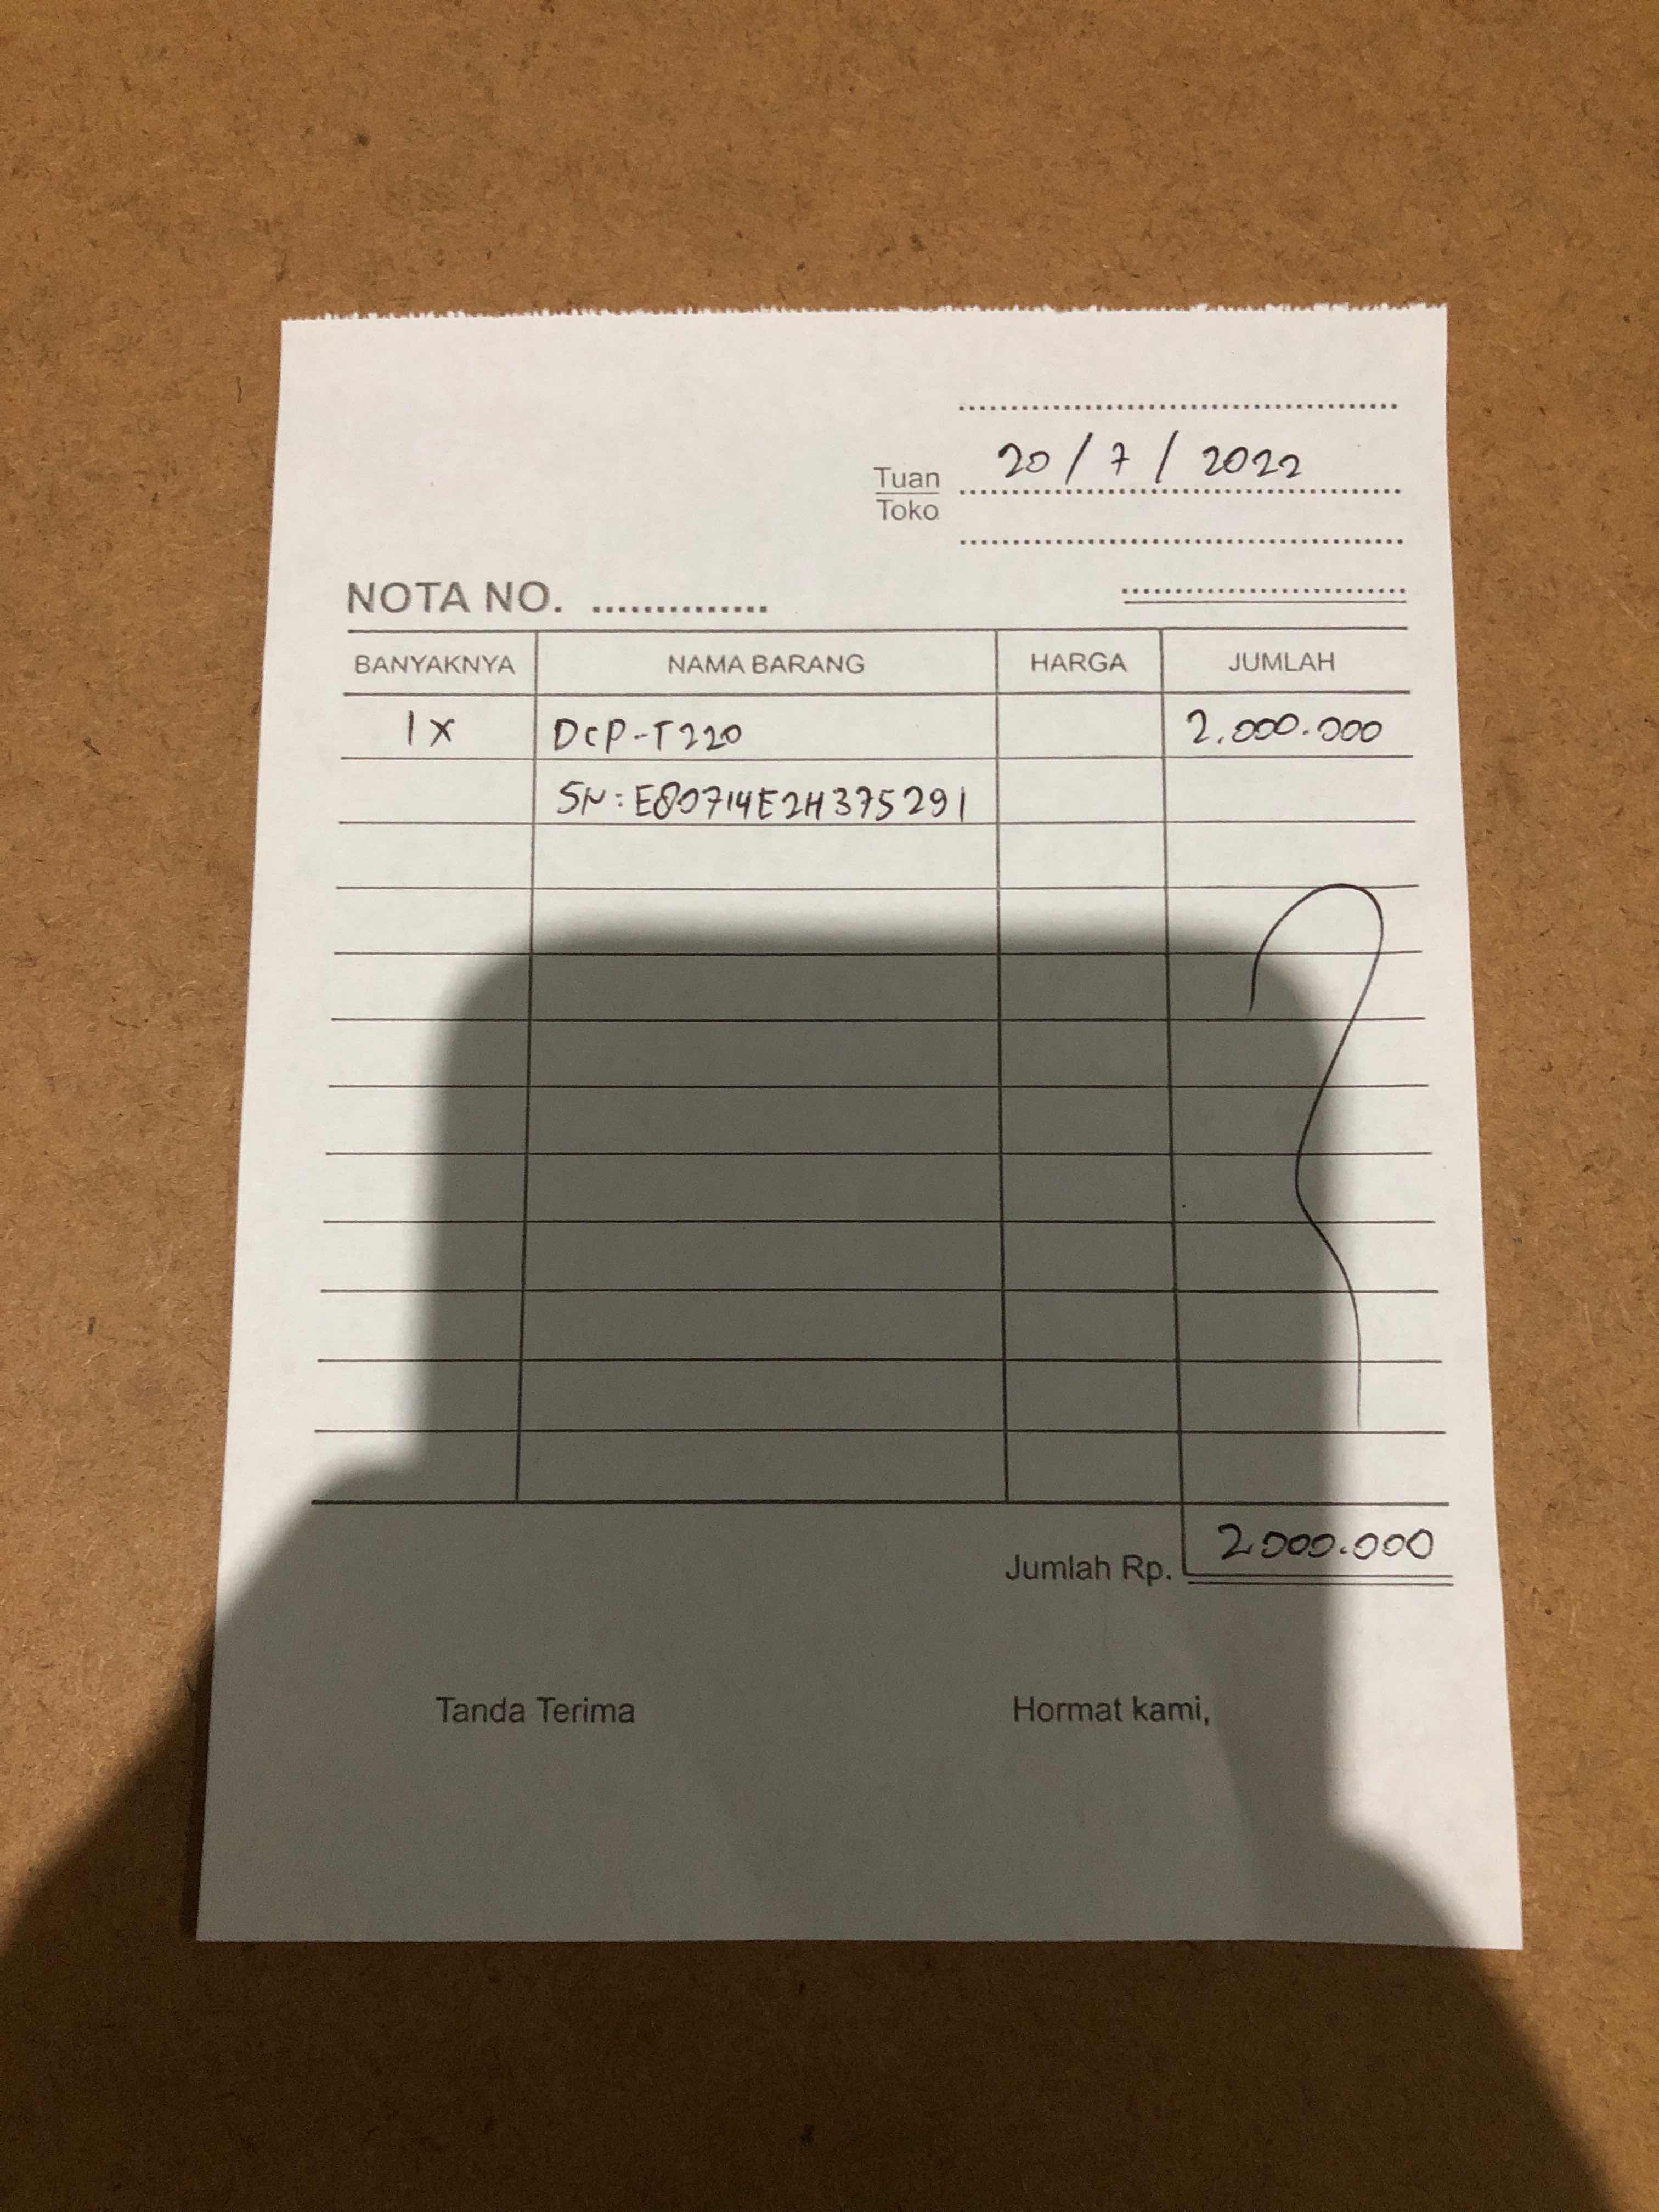 20/7/2022
Tuan
Toko
NOTA NO. ..............
BANYAKNYA NAMA BARANG HARGA JUMLAH
1x DCP-T220 2.000.000
SN: E80714E2H375291
Jumlah Rp. 2.000.000
Tanda Terima Hormat kami,